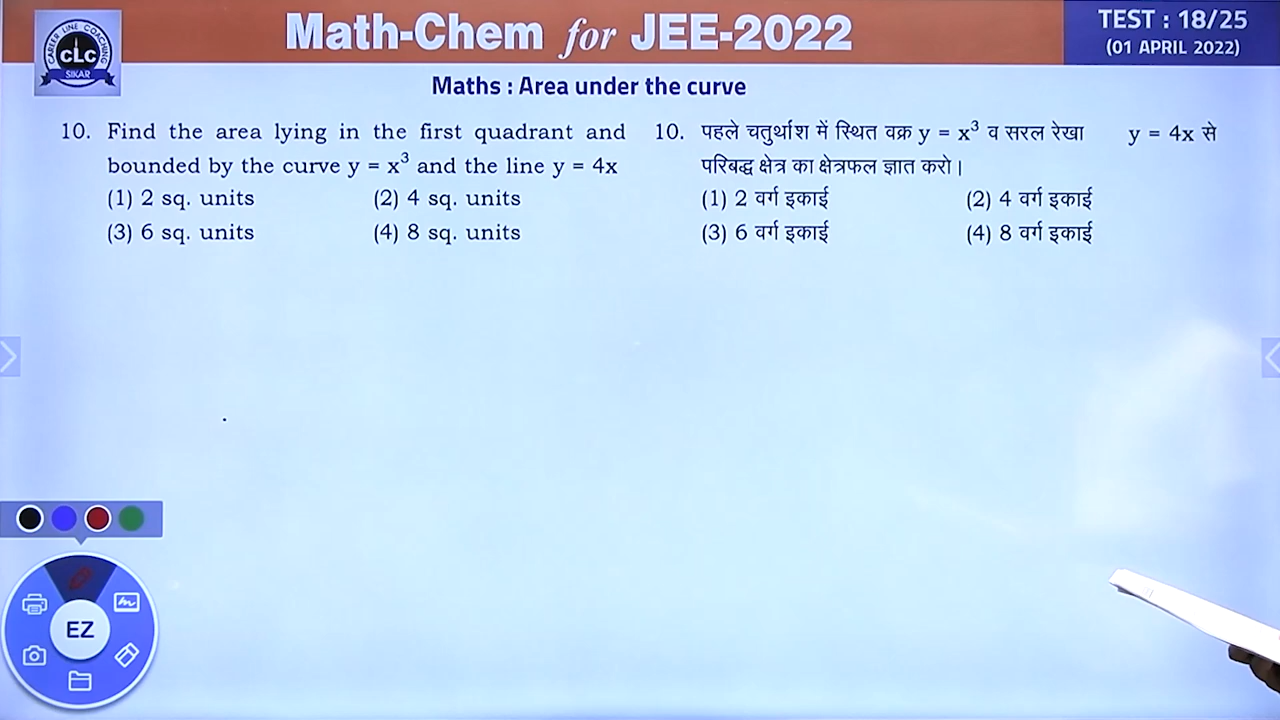 CAREER LINE COACHING
CLC
SIKAR
Math-Chem for JEE-2022
TEST : 18/25
(01 APRIL 2022)
Maths : Area under the curve
10. Find the area lying in the first quadrant and
bounded by the curve y = x³ and the line y = 4x
(1) 2 sq. units (2) 4 sq. units
(3) 6 sq. units (4) 8 sq. units
10. पहले चतुर्थाश में स्थित वक्र y = x³ व सरल रेखा y = 4x से
परिबद्ध क्षेत्र का क्षेत्रफल ज्ञात करो।
(1) 2 वर्ग इकाई (2) 4 वर्ग इकाई
(3) 6 वर्ग इकाई (4) 8 वर्ग इकाई
EZ